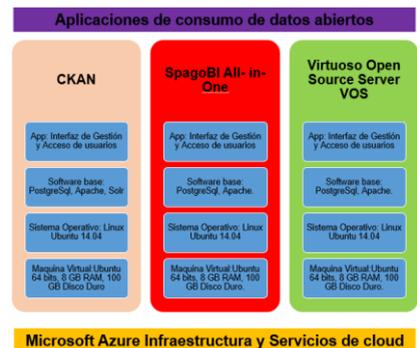 Aplicaciones de consumo de datos abiertos
CKAN
App: Interfaz de Gestión
y Acceso de usuarios
Software base:
PostgreSql, Apache, Solr
Sistema Operativo: Linux
Ubuntu 14.04
Maquina Virtual:Ubuntu
64 bits, 8 GB RAM, 100
GB Disco Duro.
SpagoBI All- in-
One
App: Interfaz de Gestión
y Acceso de usuarios
Software base:
PostgreSql, Apache.
Sistema Operativo: Linux
Ubuntu 14.04
Maquina Virtual:Ubuntu
64 bits, 8 GB RAM, 100
GB Disco Duro.
Virtuoso Open
Source Server
VOS
App: Interfaz de Gestión
y Acceso de usuarios
Software base:
PostgreSql, Apache.
Sistema Operativo: Linux
Ubuntu 14.04
Maquina Virtual:Ubuntu
64 bits, 8 GB RAM, 100
GB Disco Duro.
Microsoft Azure Infraestructura y Servicios de cloud